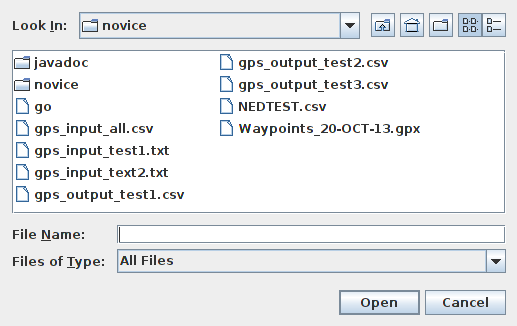 Look In: novice
javadoc
novice
go
gps_input_all.csv
gps_input_test1.txt
gps_input_text2.txt
gps_output_test1.csv
gps_output_test2.csv
gps_output_test3.csv
NEDTEST.csv
Waypoints_20-OCT-13.gpx
File Name:
Files of Type: All Files
Open Cancel